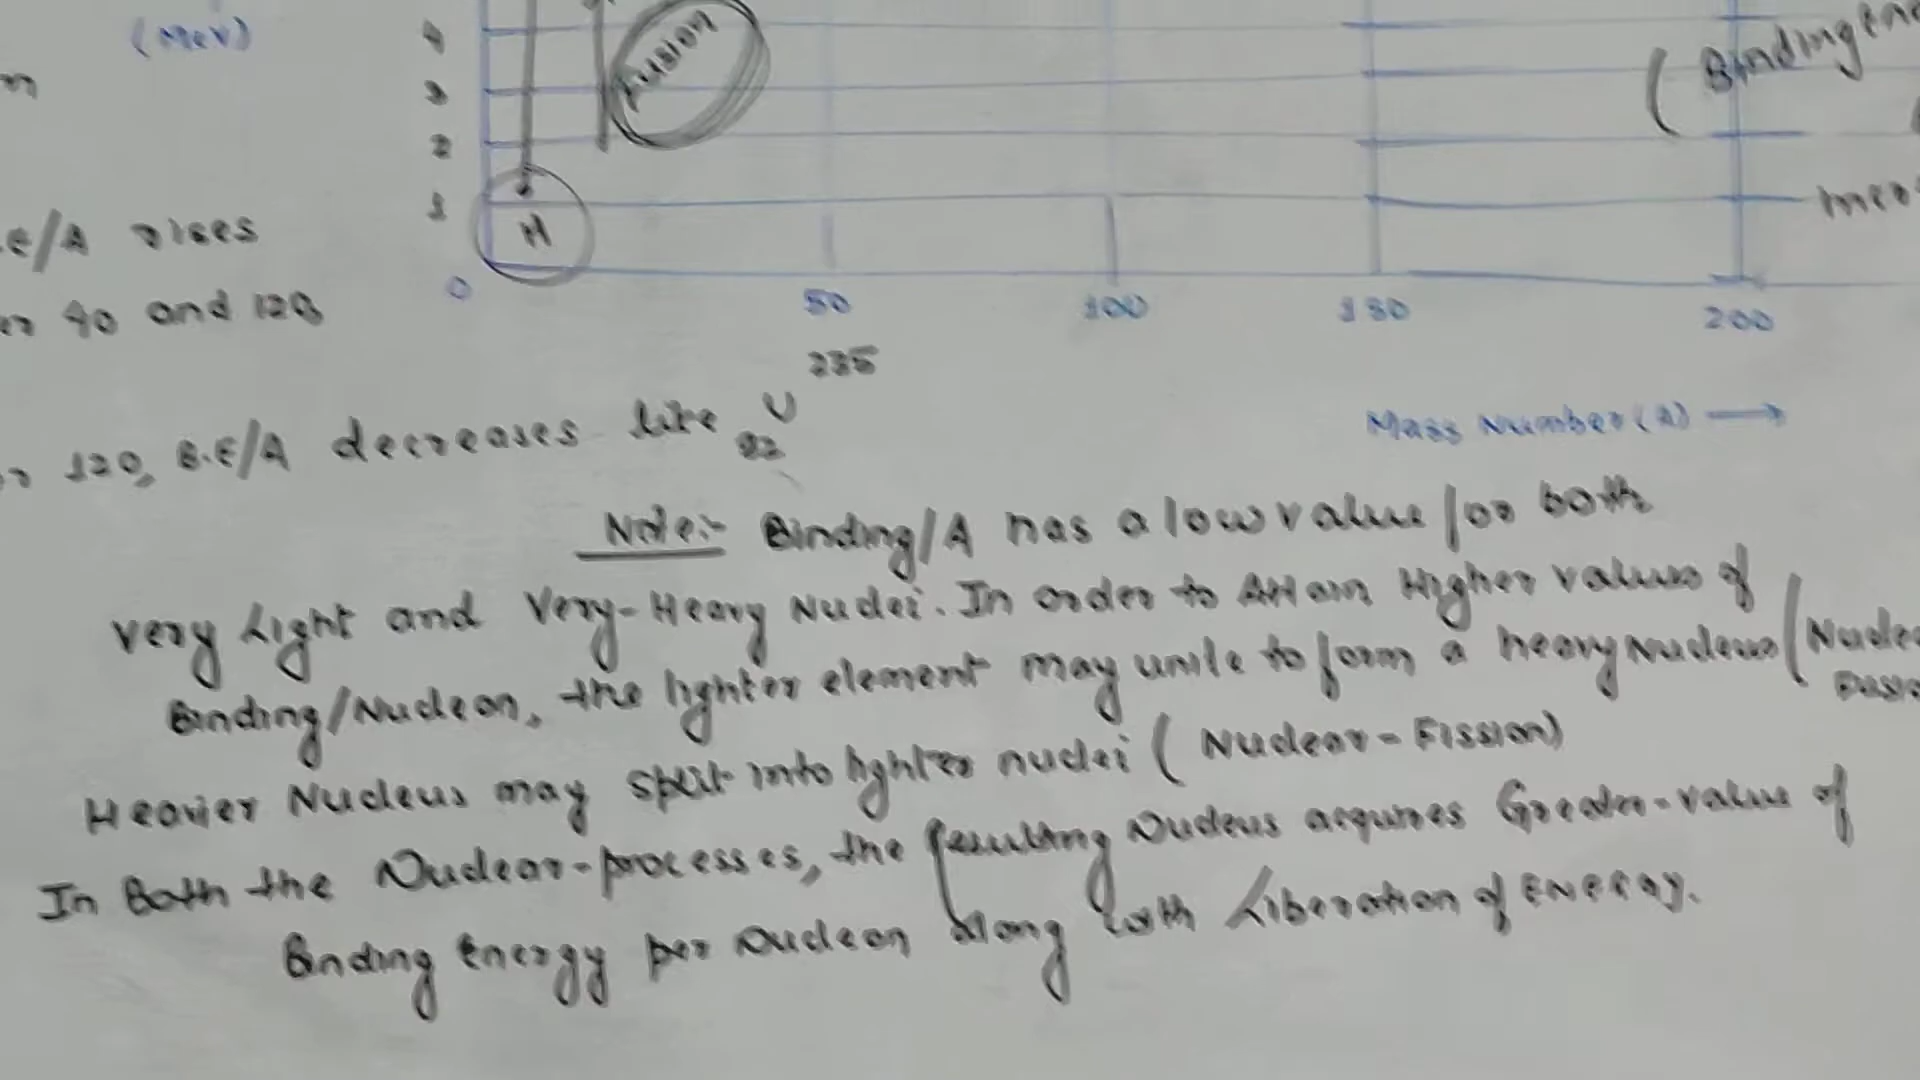 (MeV)
4
fusion
(Binding Ene
3
2
1
H
.E/A rises
0
50
100
150
200
40 and 120,
235
U
92
120, B.E/A decreases like
Mass Number (A) →
Note:- Binding/A has a low value for both
very Light and Very-Heavy Nuclei. In order to Attain Higher values of
Binding/Nucleon, the lighter element may unite to form a heavy Nucleus (Nuclea
Fusio
Heavier Nucleus may split into lighter nuclei (Nuclear-Fission)
In Both the Nuclear-processes, the resulting Nucleus acquires Greater-value of
Binding Energy per Nucleon along with Liberation of ENERGY.